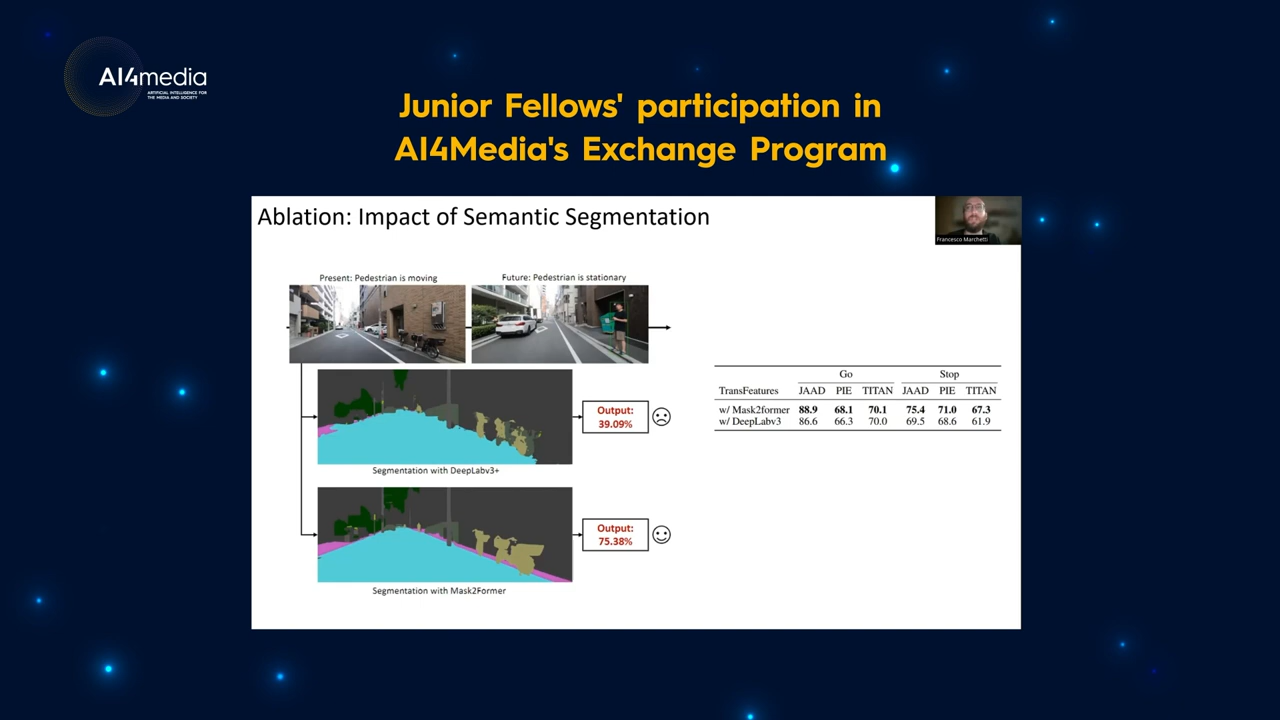 AI4media
ARTIFICIAL INTELLIGENCE FOR
THE MEDIA AND SOCIETY
Junior Fellows' participation in
AI4Media's Exchange Program
Ablation: Impact of Semantic Segmentation
Francesco Marchetti
Present: Pedestrian is moving
Future: Pedestrian is stationary
Output:
39.09%
Segmentation with DeepLabv3+
Output:
75.38%
Segmentation with Mask2Former
Go Stop
TransFeatures JAAD PIE TITAN JAAD PIE TITAN
w/ Mask2former 88.9 68.1 70.1 75.4 71.0 67.3
w/ DeepLabv3 86.6 66.3 70.0 69.5 68.6 61.9